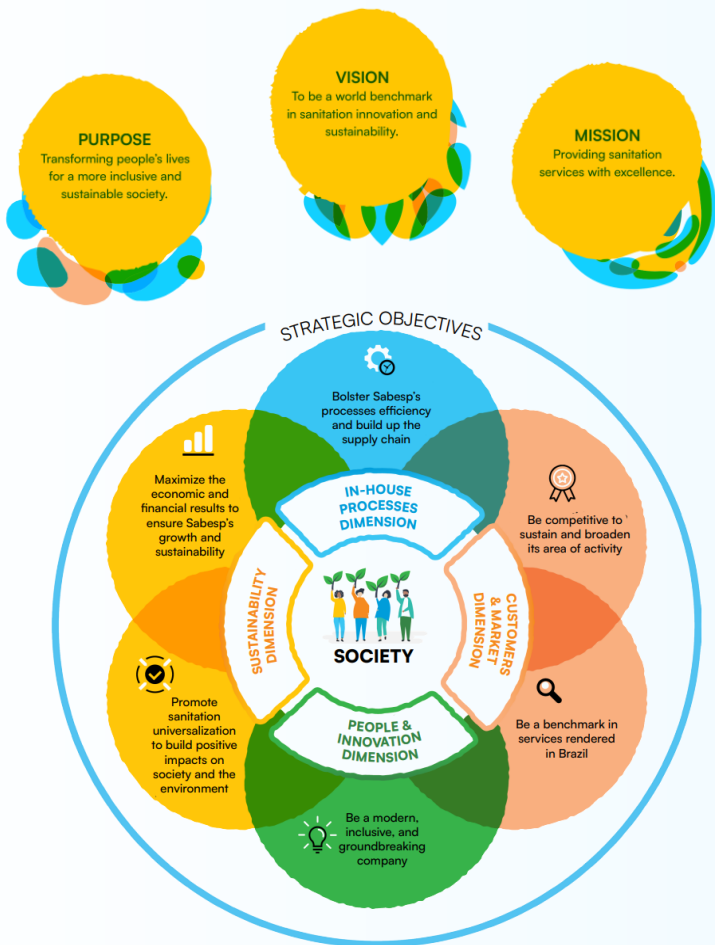 VISION
To be a world benchmark
in sanitation innovation and
sustainability.
PURPOSE
Transforming people's lives
for a more inclusive and
sustainable society.
MISSION
Providing sanitation
services with excellence.
STRATEGIC OBJECTIVES
Bolster Sabesp's
processes efficiency
and build up the
supply chain
Maximize the
economic and
financial results to
ensure Sabesp's
growth and
sustainability
IN-HOUSE
PROCESSES
DIMENSION
Be competitive to
sustain and broaden
its area of activity
SUSTAINABILITY
DIMENSION
SOCIETY
CUSTOMERS
& MARKET
DIMENSION
Promote
sanitation
universalization
to build positive
impacts on
society and the
environment
PEOPLE &
INNOVATION
DIMENSION
Be a benchmark in
services rendered
in Brazil
Be a modern,
inclusive, and
groundbreaking
company